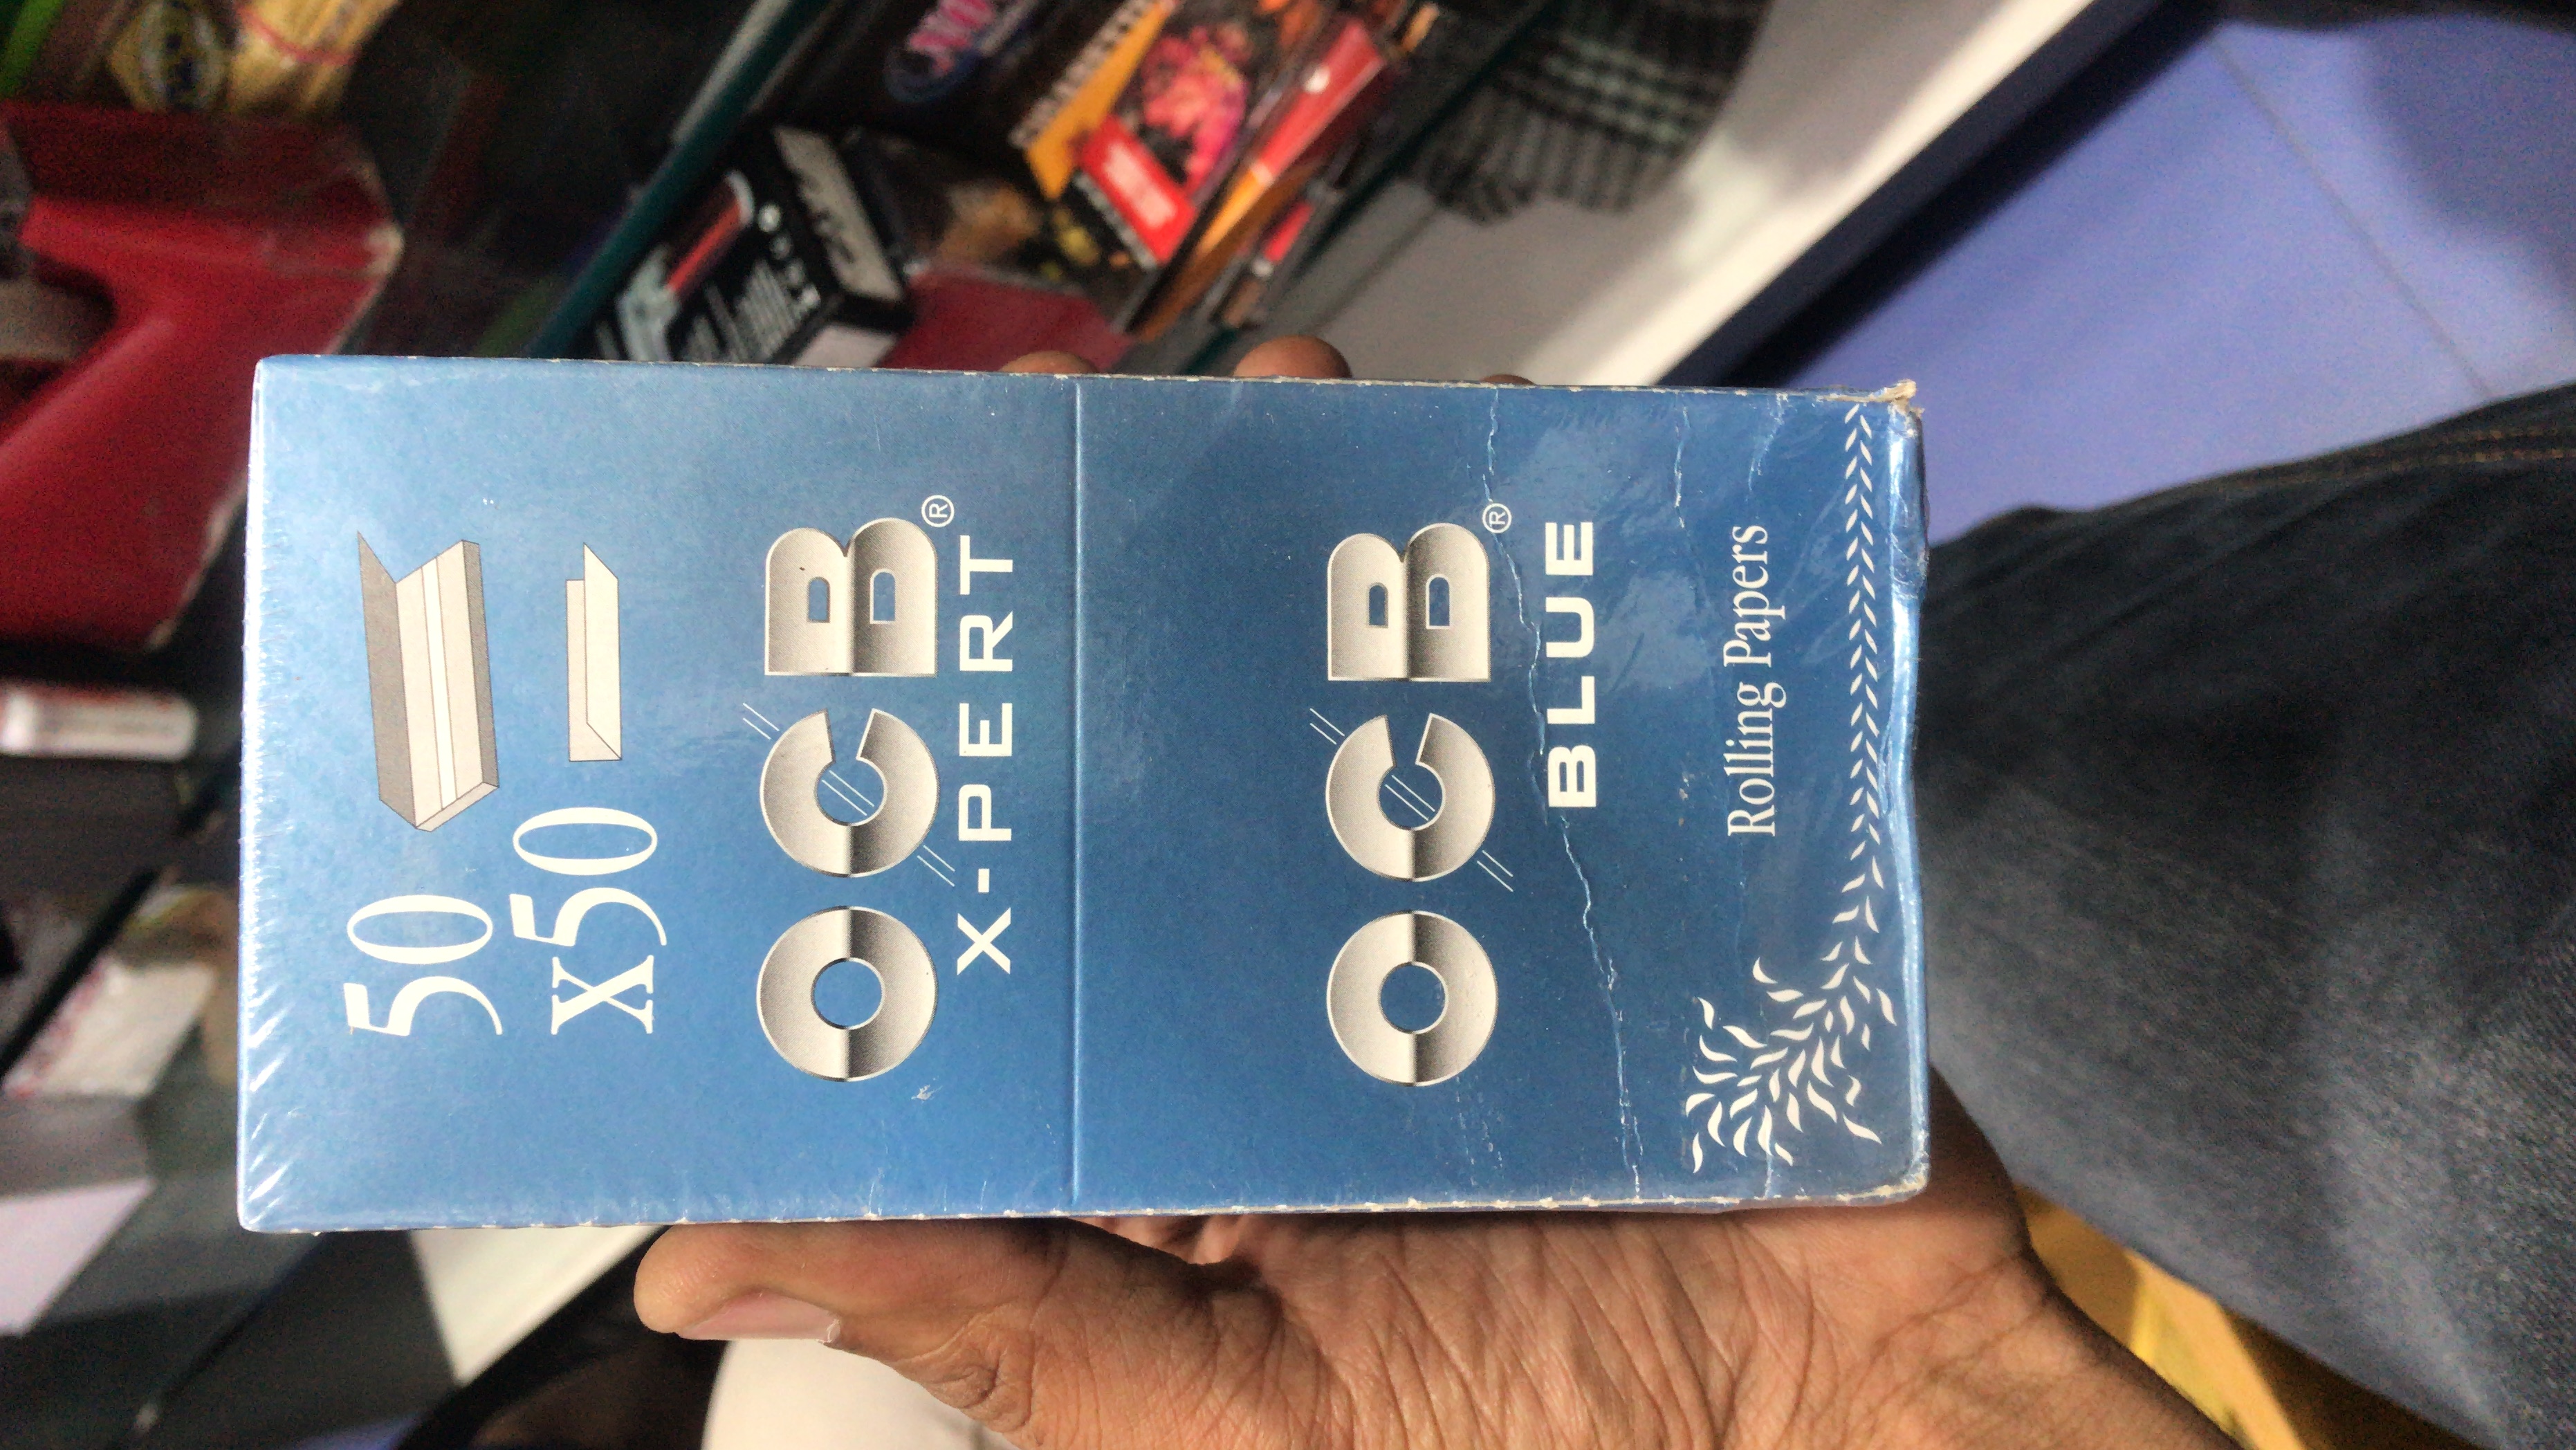 50
x50
OCB®
X-PERT
OCB®
BLUE
Rolling Papers